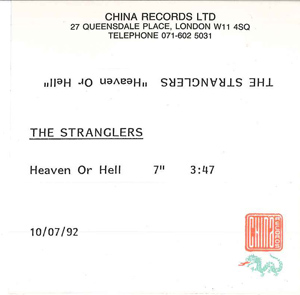 CHINA RECORDS LTD
27 QUEENSDALE PLACE, LONDON W11 4SQ
TELEPHONE 071-602 5031
THE STRANGLERS "Heaven Or Hell"
THE STRANGLERS
Heaven Or Hell 7" 3:47
10/07/92
CHINA